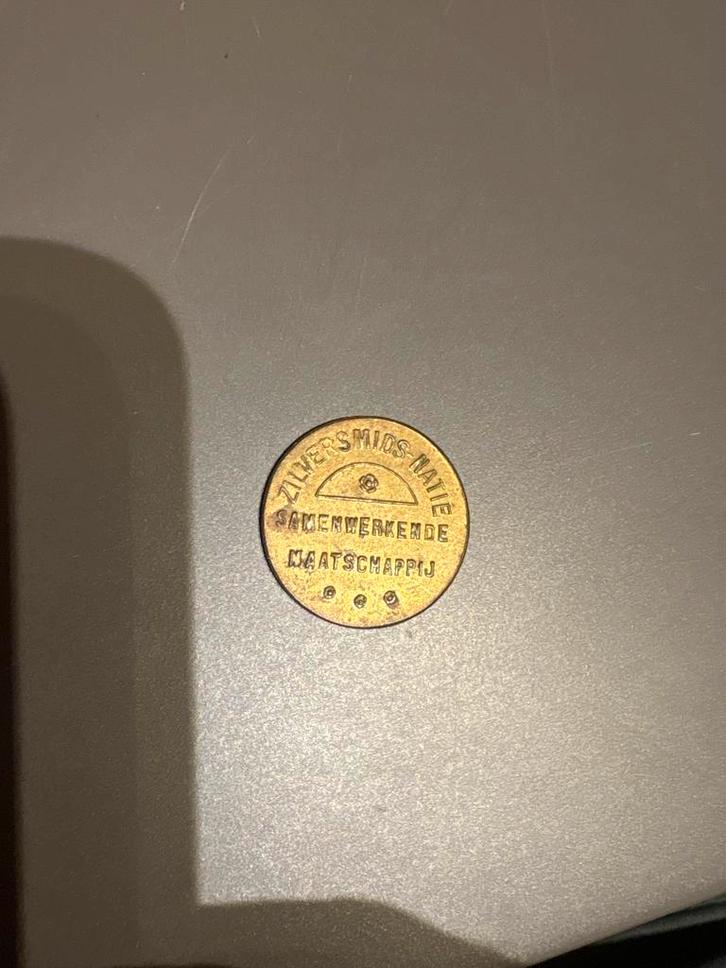 ZILVERSMIDS-NATIE
SAMENWERKENDE
MAATSCHAPPIJ